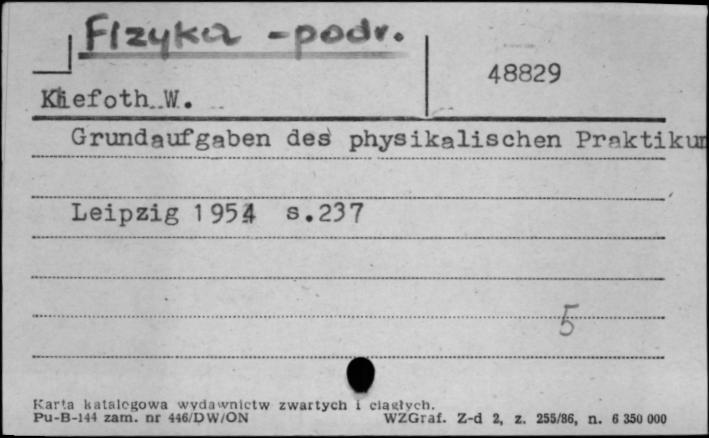 Fizyka - podr.
48829
Kiefoth W.
Grundaufgaben des physikalischen Praktikum
Leipzig 1954 s.237
5
Karta katalogowa wydawnictw zwartych i ciągłych.
Pu-B-144 zam. nr 446/DW/ON WZGraf. Z-d 2, z. 255/86, n. 6 350 000